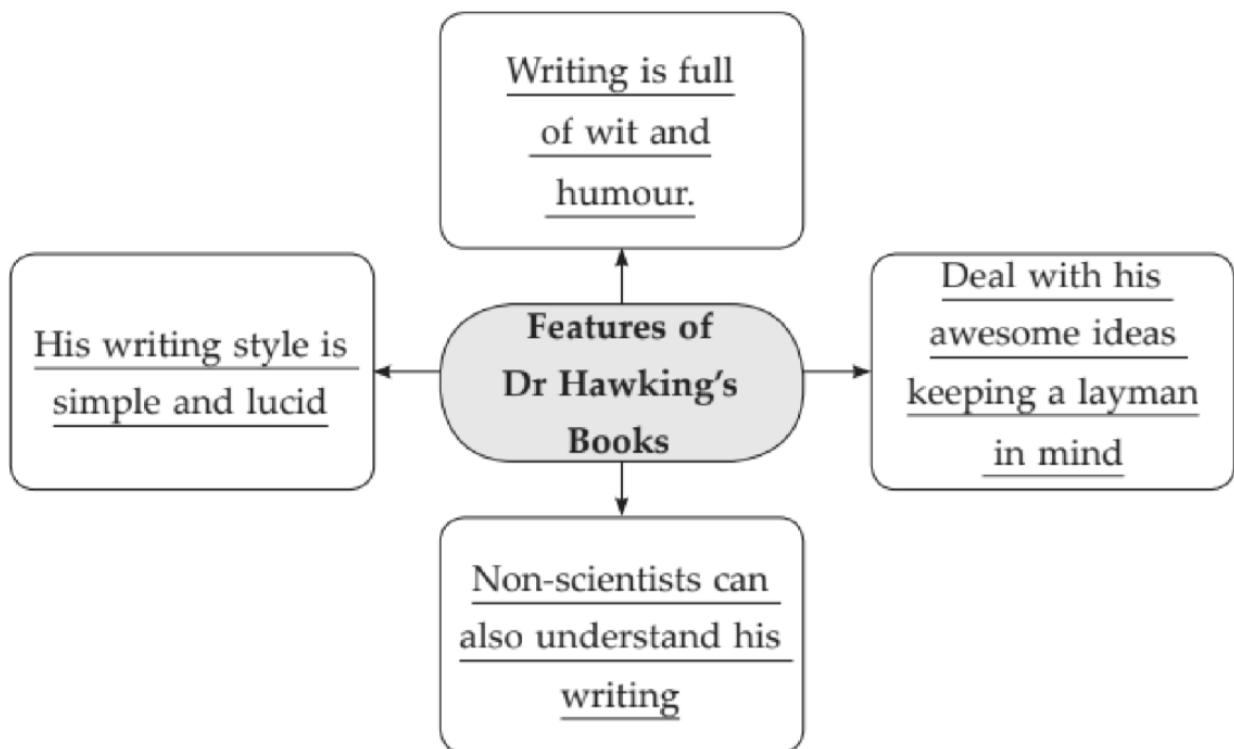 Writing is full
of wit and
humour.
His writing style is
simple and lucid
Features of
Dr Hawking's
Books
Deal with his
awesome ideas
keeping a layman
in mind
Non-scientists can
also understand his
writing